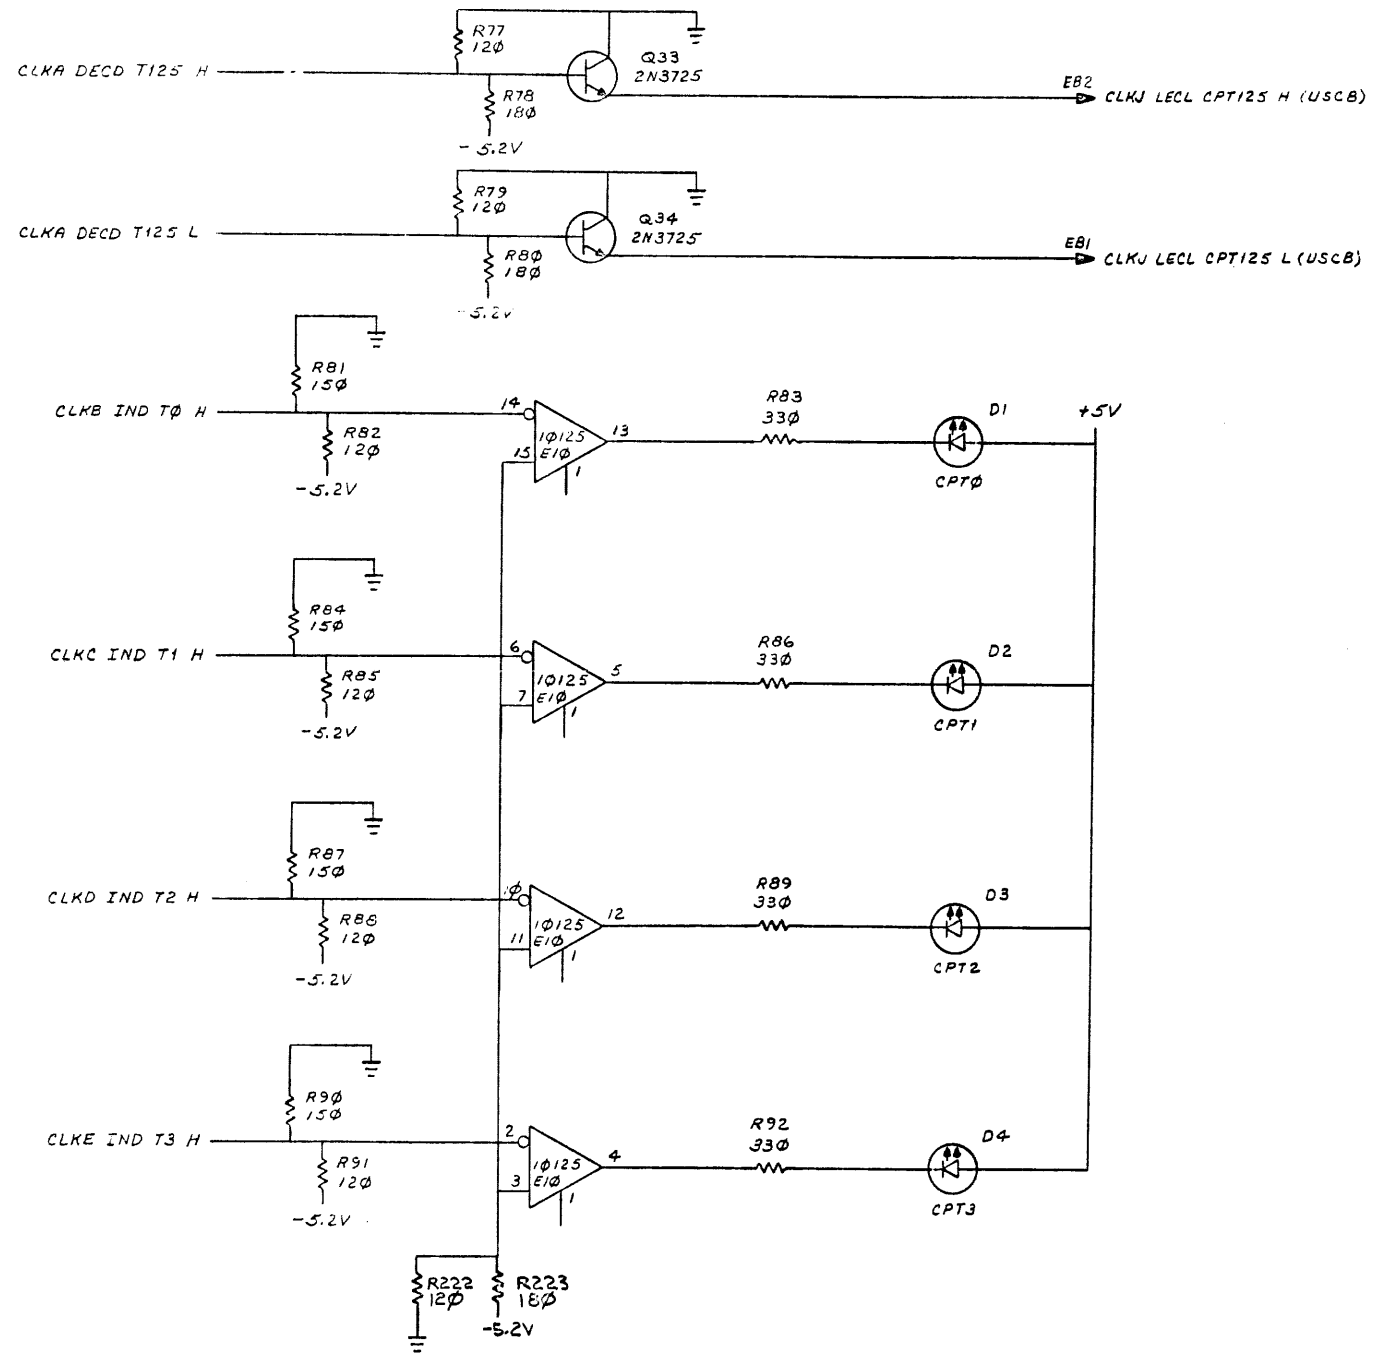 R77
12Ø
CLKA DECD T125 H
Q33
2N3725
R78
18Ø
-5.2V
EB2
CLKJ LECL CPT125 H (USCB)
R79
12Ø
CLKA DECD T125 L
Q34
2N3725
R8Ø
18Ø
-5.2V
EB1
CLKJ LECL CPT125 L (USCB)
R81
15Ø
CLKB IND TØ H
R82
12Ø
-5.2V
14
15
1Ø125
E1Ø
13
1
R83
33Ø
D1
CPTØ
+5V
R84
15Ø
CLKC IND T1 H
R85
12Ø
-5.2V
6
7
1Ø125
E1Ø
5
1
R86
33Ø
D2
CPT1
R87
15Ø
CLKD IND T2 H
R88
12Ø
-5.2V
1Ø
11
1Ø125
E1Ø
12
1
R89
33Ø
D3
CPT2
R9Ø
15Ø
CLKE IND T3 H
R91
12Ø
-5.2V
2
3
1Ø125
E1Ø
4
1
R92
33Ø
D4
CPT3
R222
12Ø
R223
18Ø
-5.2V